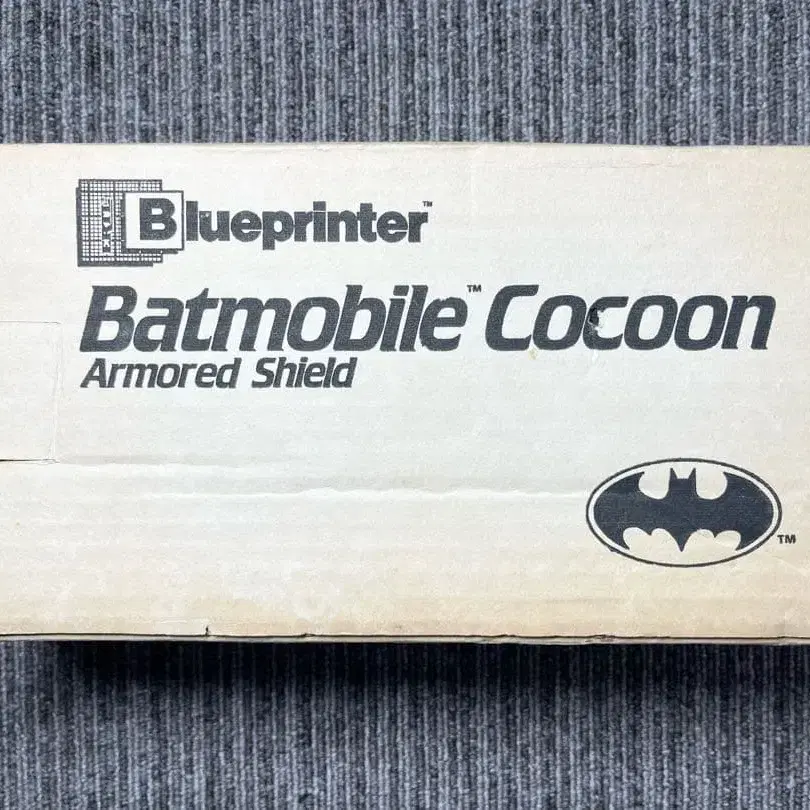 Blueprinter™
Batmobile™ Cocoon
Armored Shield
TM